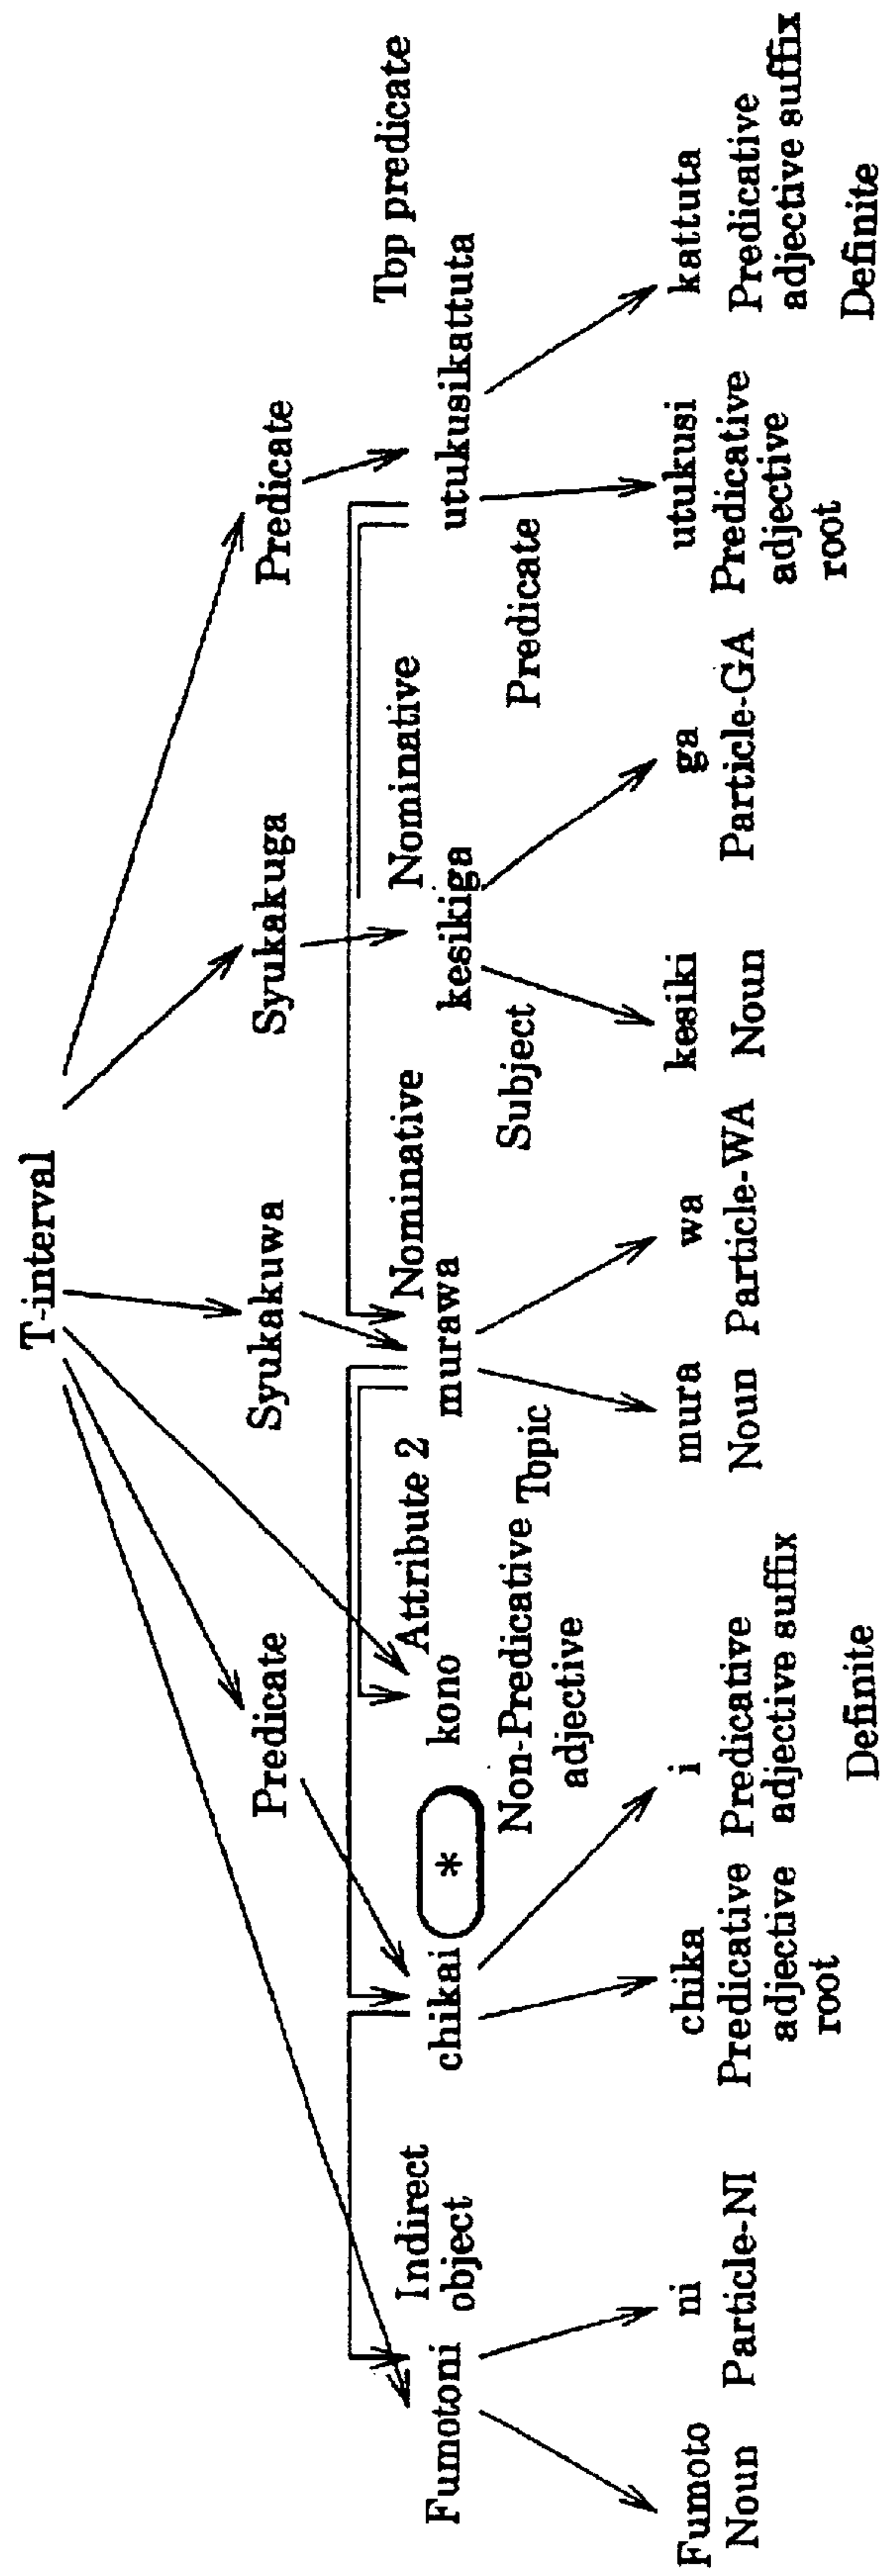 T-interval
Predicate
Syukakuwa
Syukakuga
Predicate
Top predicate
Indirect
object
Attribute 2
Nominative
Nominative
Fumotoni
chikai
*
kono
murawa
kesikiga
utukusikattuta
Non-Predicative
adjective
Topic
Subject
Predicate
Fumoto
Noun
ni
Particle-NI
chika
Predicative
adjective
root
i
Predicative
adjective suffix
Definite
mura
Noun
wa
Particle-WA
kesiki
Noun
ga
Particle-GA
utukusi
Predicative
adjective
root
kattuta
Predicative
adjective suffix
Definite